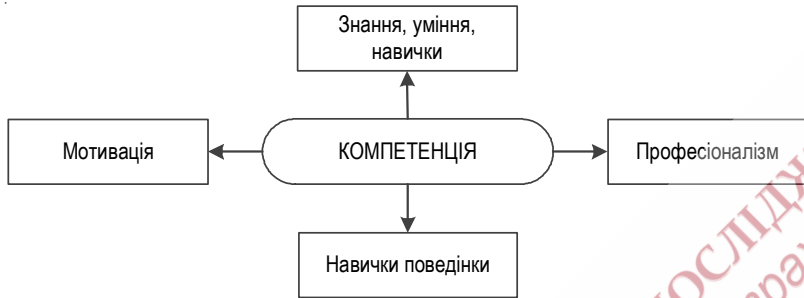 Знання, уміння,
навички
Мотивація
КОМПЕТЕНЦІЯ
Професіоналізм
Навички поведінки